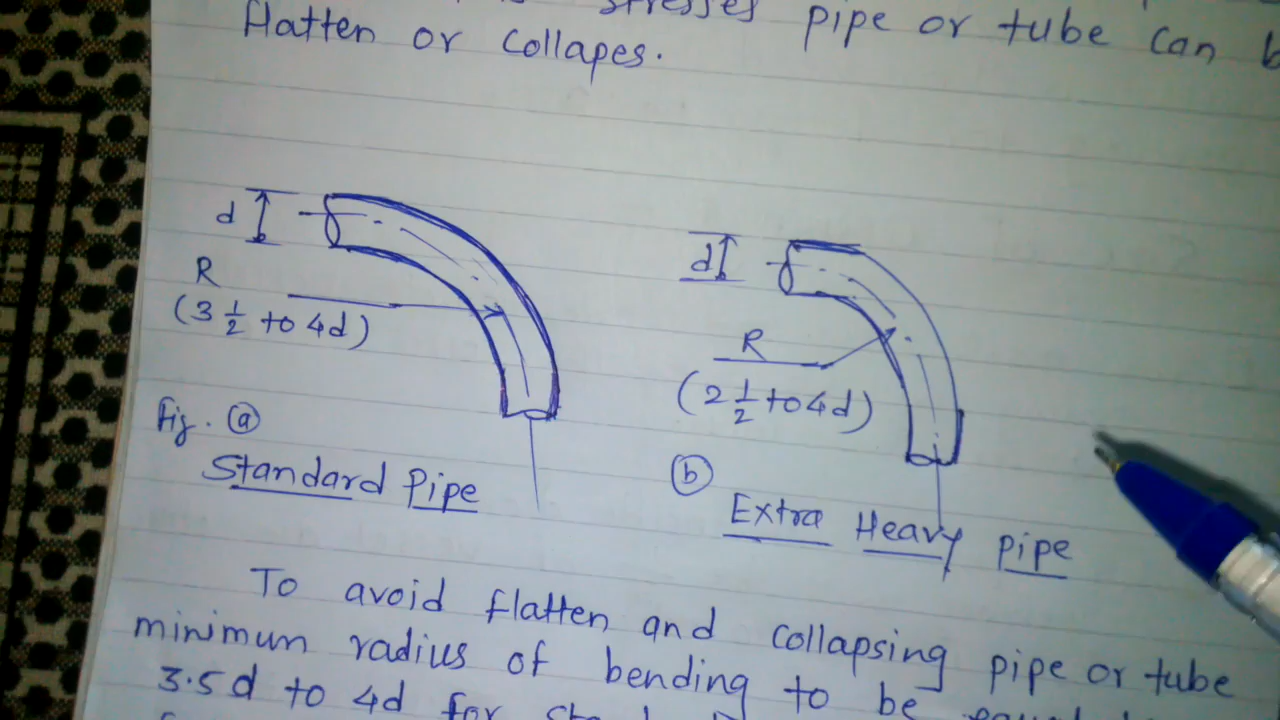 stresses pipe or tube can b
flatten or collapes.
d
R
(3 1/2 to 4d)
Fig. (a)
Standard Pipe
d
R
(2 1/2 to 4d)
(b)
Extra Heavy Pipe
To avoid flatten and collapsing pipe or tube
minimum radius of bending to be
3.5d to 4d for